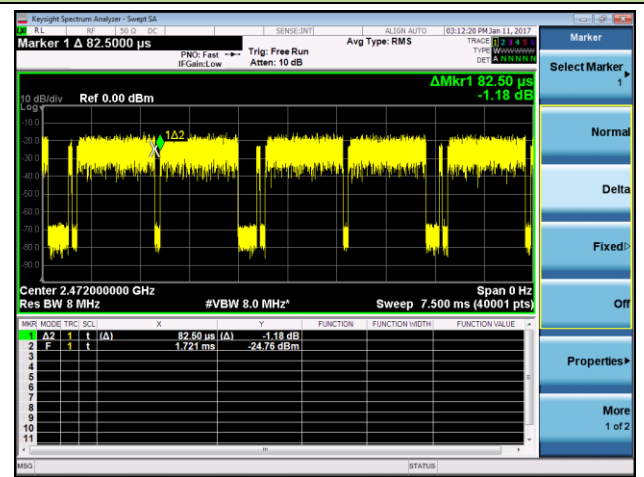 Keysight Spectrum Analyzer - Swept SA
RL RF 50 Ω DC SENSE:INT ALIGN AUTO 03:12:20 PM Jan 11, 2017
Marker 1 Δ 82.5000 µs
PNO: Fast
IFGain:Low
Trig: Free Run
Atten: 10 dB
Avg Type: RMS
TRACE 1 2 3 4 5 6
TYPE WWWWWW
DET A N N N N N
ΔMkr1 82.50 µs
-1.18 dB
10 dB/div Ref 0.00 dBm
Log
-10.0
-20.0
-30.0
-40.0
-50.0
-60.0
-70.0
-80.0
-90.0
1Δ2
X
Center 2.472000000 GHz Span 0 Hz
Res BW 8 MHz #VBW 8.0 MHz* Sweep 7.500 ms (40001 pts)
MKR MODE TRC SCL X Y FUNCTION FUNCTION WIDTH FUNCTION VALUE
1 Δ2 1 t (Δ) 82.50 µs (Δ) -1.18 dB
2 F 1 t 1.721 ms -24.76 dBm
3
4
5
6
7
8
9
10
11
MSG STATUS
Marker
Select Marker
1
Normal
Delta
Fixed
Off
Properties
More
1 of 2